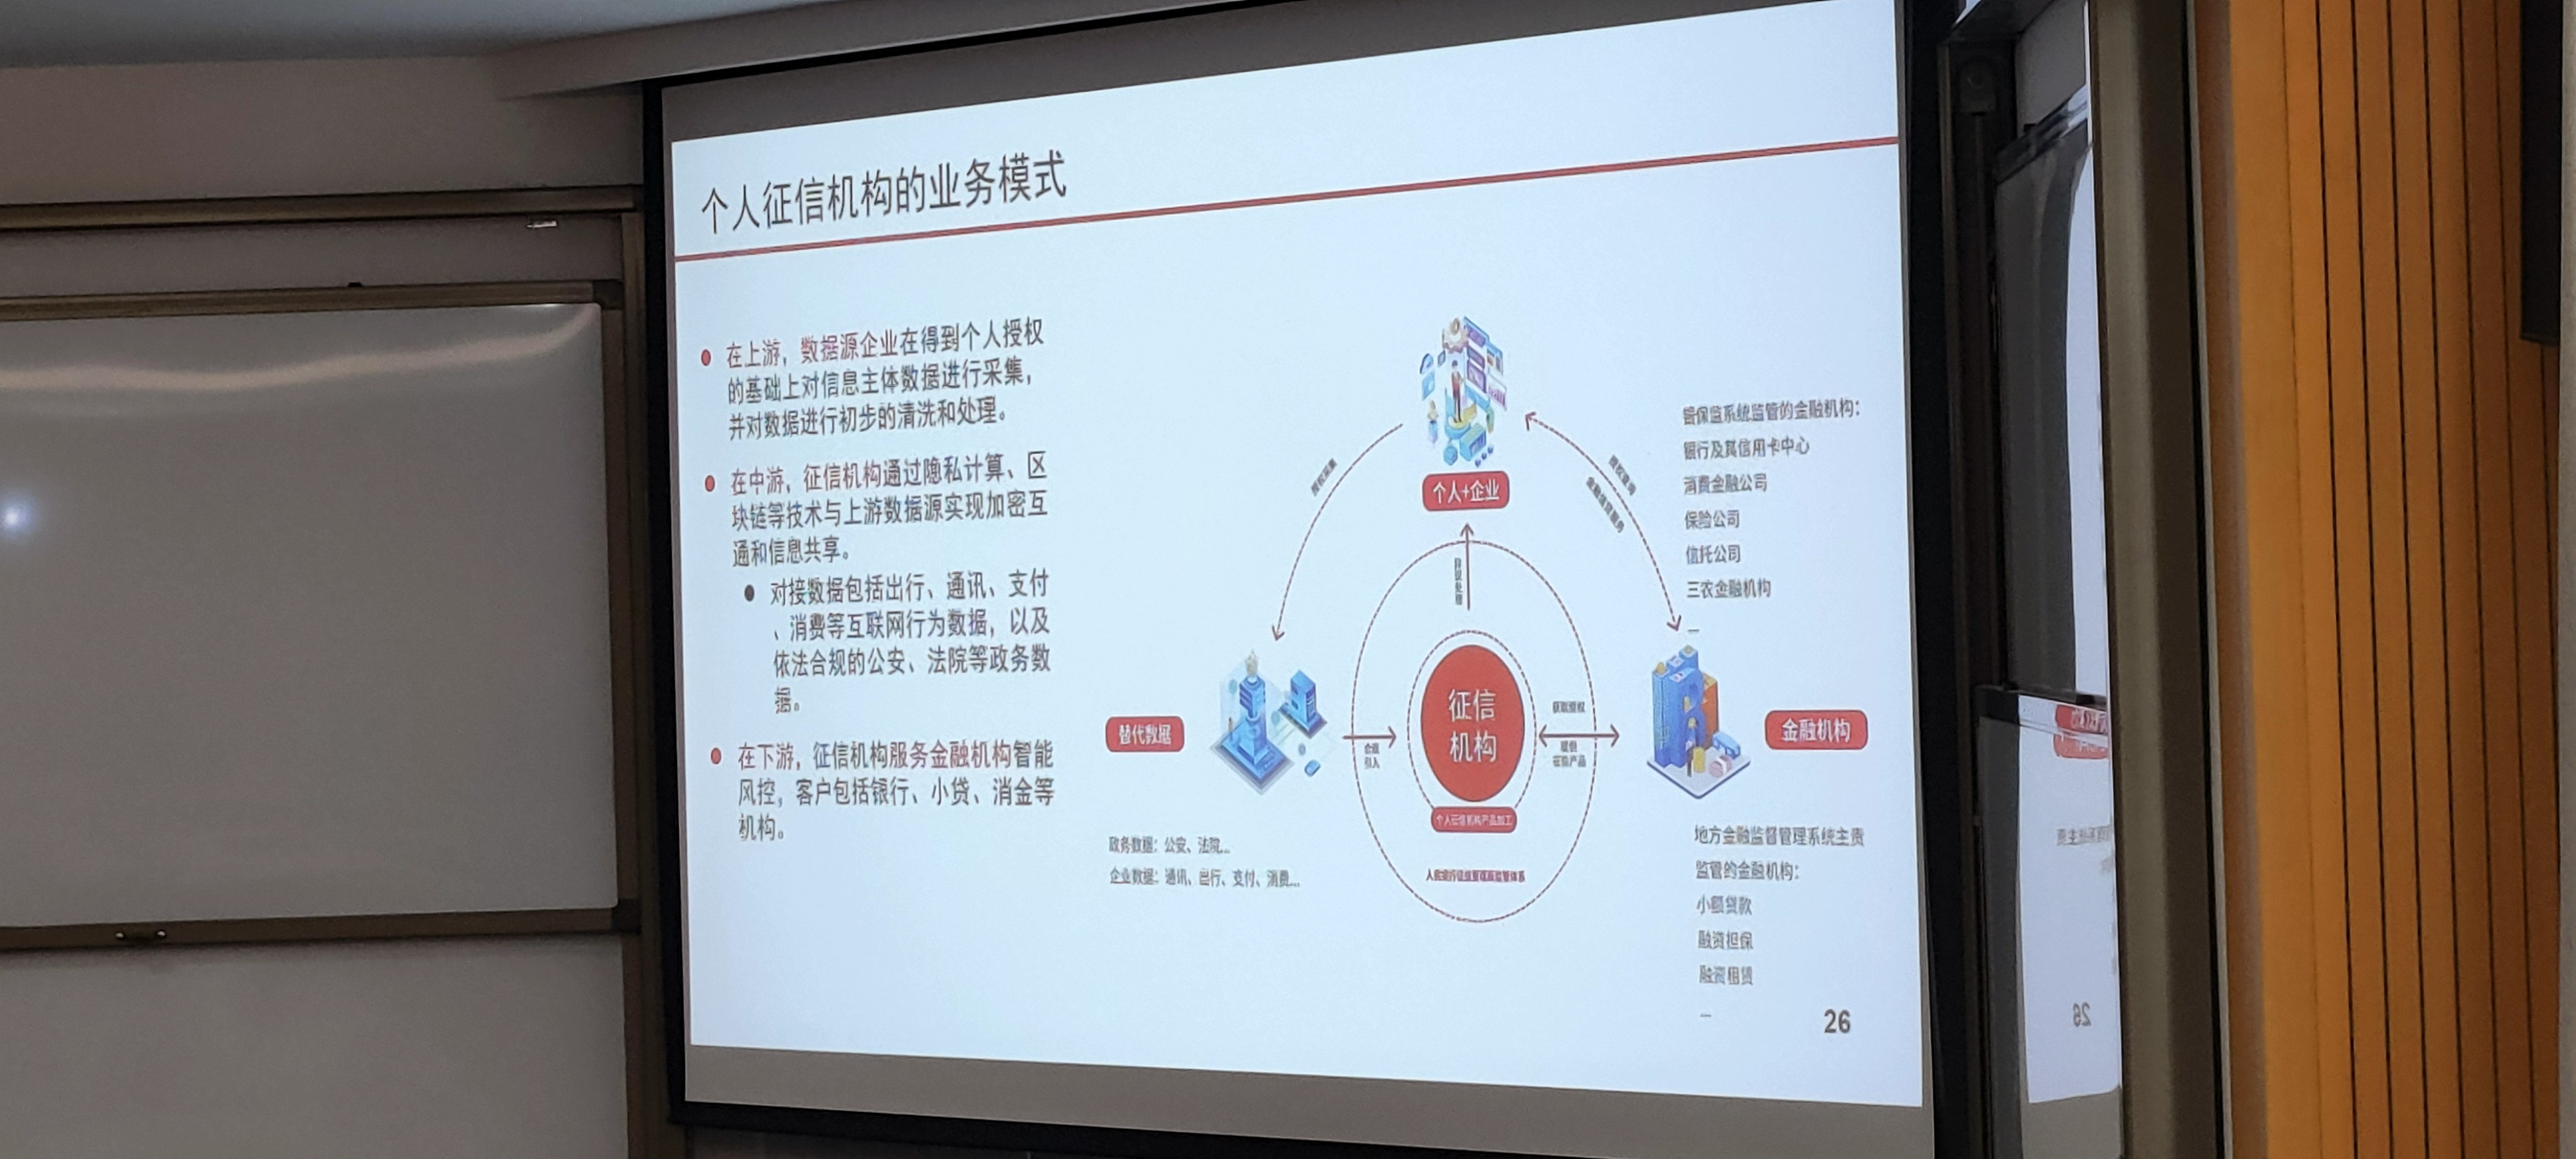 个人征信机构的业务模式
在上游，数据源企业在得到个人授权
的基础上对信息主体数据进行采集，
并对数据进行初步的清洗和处理。
在中游，征信机构通过隐私计算、区
块链等技术与上游数据源实现加密互
通和信息共享。
对接数据包括出行、通讯、支付
、消费等互联网行为数据，以及
依法合规的公安、法院等政务数
据。
在下游，征信机构服务金融机构智能
风控，客户包括银行、小贷、消金等
机构。
个人+企业
授权采集
异议处理
征信
机构
获取授权
个人征信机构产品加工
替代数据
政务数据：公安、法院...
企业数据：通讯、出行、支付、消费...
银保监系统监管的金融机构：
银行及其信用卡中心
消费金融公司
保险公司
信托公司
三农金融机构
...
金融机构
地方金融监督管理系统主责
监管的金融机构：
小额贷款
融资担保
融资租赁
...
26